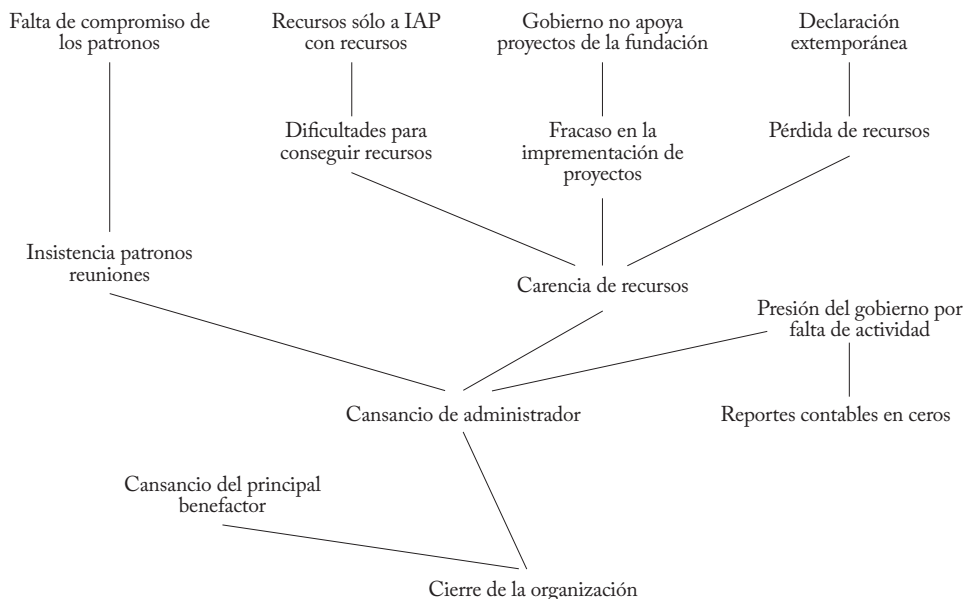 Falta de compromiso de
los patronos
Recursos sólo a IAP
con recursos
Gobierno no apoya
proyectos de la fundación
Declaración
extemporánea
Dificultades para
conseguir recursos
Fracaso en la
imprementación de
proyectos
Pérdida de recursos
Insistencia patronos
reuniones
Carencia de recursos
Presión del gobierno por
falta de actividad
Cansancio de administrador
Reportes contables en ceros
Cansancio del principal
benefactor
Cierre de la organización